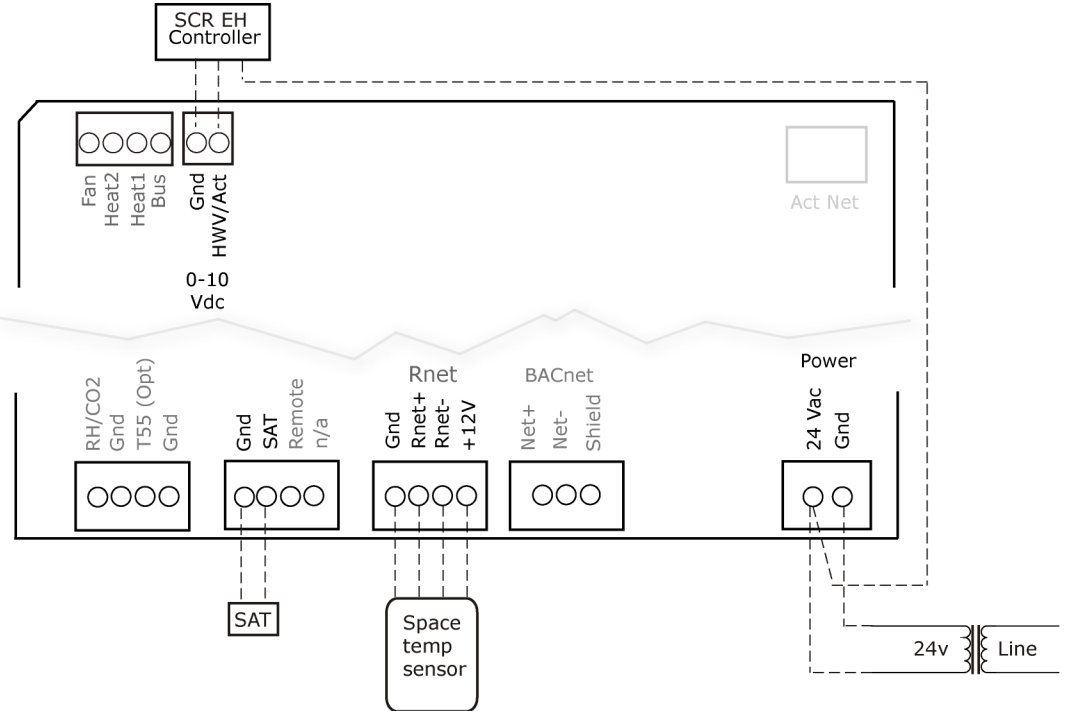 SCR EH
Controller
Fan
Heat2
Heat1
Bus
Gnd
HWV/Act
0-10
Vdc
Act Net
RH/CO2
Gnd
T55 (Opt)
Gnd
Gnd
SAT
Remote
n/a
Rnet
Gnd
Rnet+
Rnet-
+12V
BACnet
Net+
Net-
Shield
Power
24 Vac
Gnd
SAT
Space
temp
sensor
24v
Line